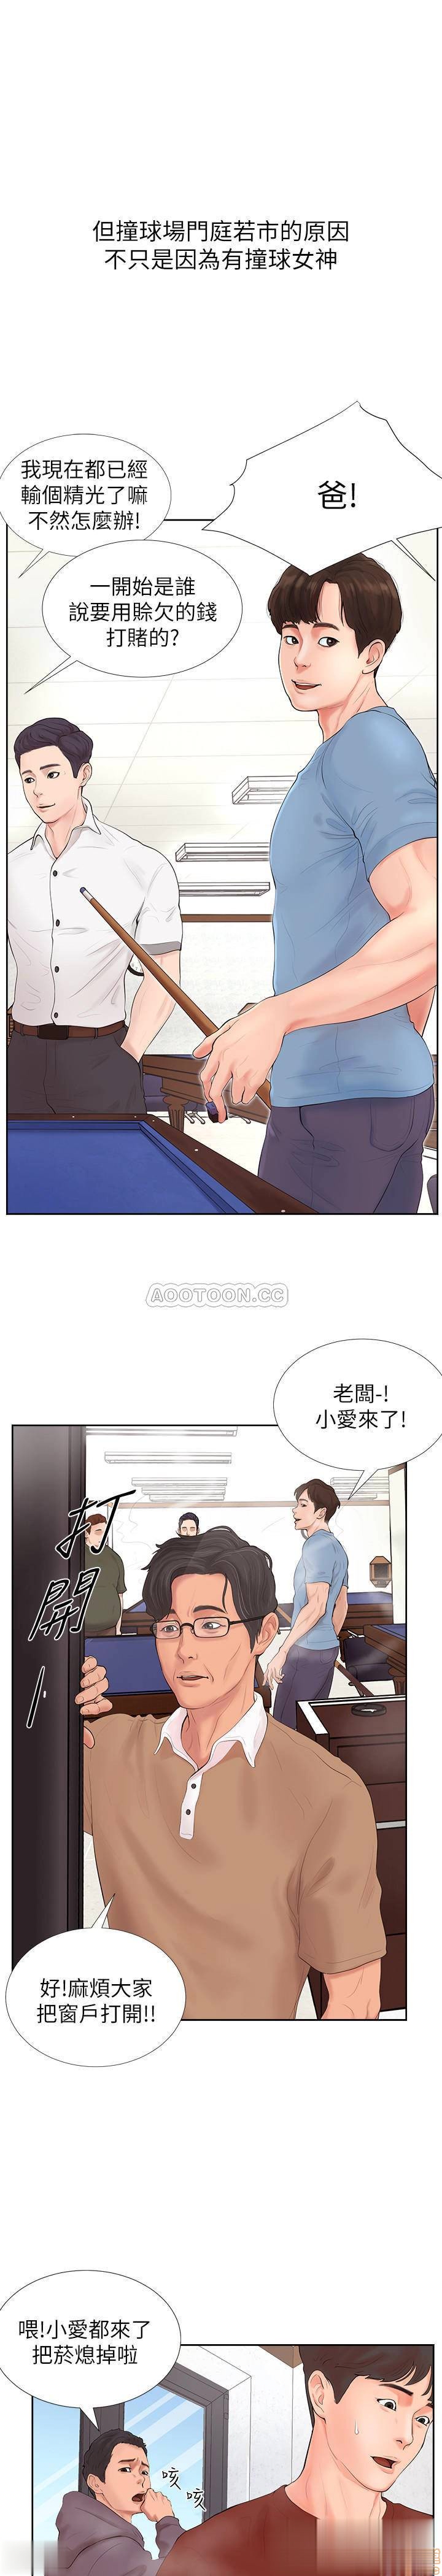 但撞球場門庭若市的原因
不只是因為有撞球女神
我現在都已經
輸個精光了嘛
不然怎麼辦!
爸!
一開始是誰
說要用賒欠的錢
打賭的?
AOOTOON.CC
老闆-!
小愛來了!
打開-
好!麻煩大家
把窗戶打開!!
喂!小愛都來了
把菸熄掉啦
咳
咳